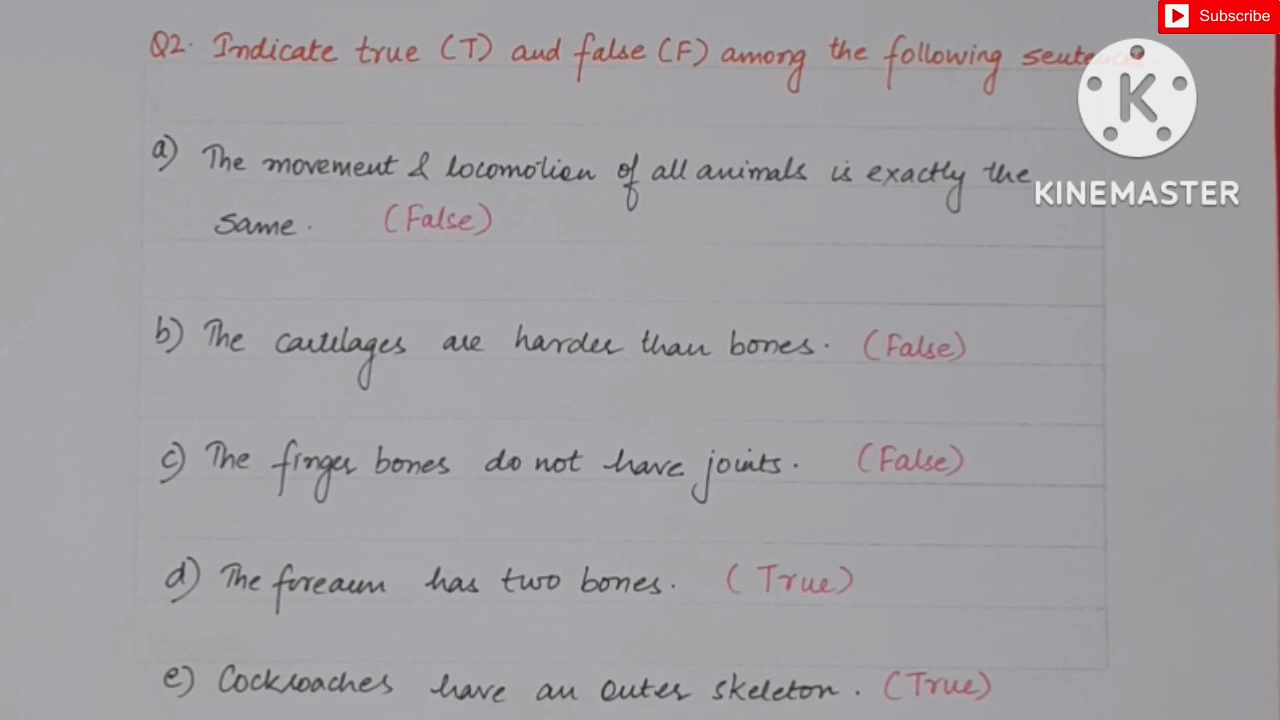 Subscribe
Q2. Indicate true (T) and false (F) among the following
K
KINEMASTER
a) The movement & locomotion of all animals is exactly the
same. (False)
b) The cartilages are harder than bones. (False)
c) The finger bones do not have joints. (False)
d) The forearm has two bones. (True)
e) Cockroaches have an outer skeleton. (True)